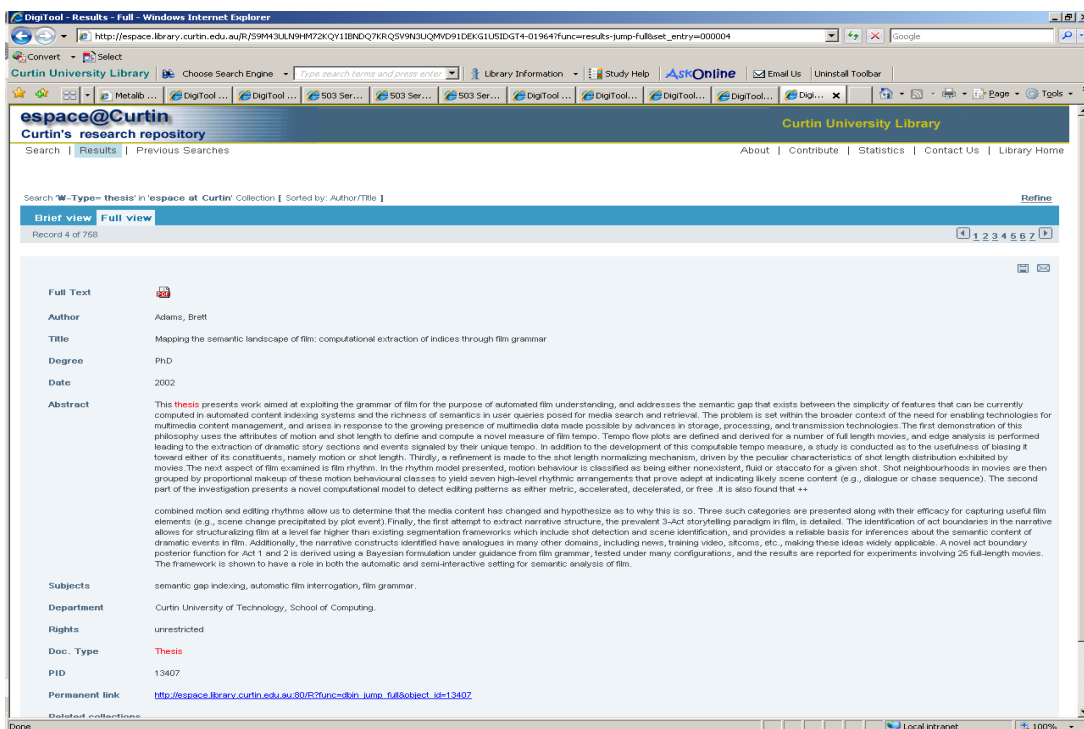 DigiTool - Results - Full - Windows Internet Explorer
http://espace.library.curtin.edu.au/R/S9M43ULN9HM72KQY1IBNDQ7KRQSV9N3UQMVD91DEKG1U5IDGT4-01964?func=results-jump-full&set_entry=000004
Google
Convert Select
Curtin University Library Choose Search Engine Type search terms and press enter Library Information Study Help AskOnline Email Us Uninstall Toolbar
Metalib ... DigiTool ... DigiTool ... 503 Ser... 503 Ser... 503 Ser... DigiTool ... DigiTool... DigiTool... DigiTool... Digi... x Page Tools
espace@Curtin
Curtin's research repository
Curtin University Library
Search | Results | Previous Searches
About | Contribute | Statistics | Contact Us | Library Home
Search 'W-Type= thesis' in 'espace at Curtin' Collection [ Sorted by: Author/Title ]
Refine
Brief view Full view
Record 4 of 758
1 2 3 4 5 6 7
Full Text
Author Adams, Brett
Title Mapping the semantic landscape of film: computational extraction of indices through film grammar
Degree PhD
Date 2002
Abstract This thesis presents work aimed at exploiting the grammar of film for the purpose of automated film understanding, and addresses the semantic gap that exists between the simplicity of features that can be currently
computed in automated content indexing systems and the richness of semantics in user queries posed for media search and retrieval. The problem is set within the broader context of the need for enabling technologies for
multimedia content management, and arises in response to the growing presence of multimedia data made possible by advances in storage, processing, and transmission technologies.The first demonstration of this
philosophy uses the attributes of motion and shot length to define and compute a novel measure of film tempo. Tempo flow plots are defined and derived for a number of full length movies, and edge analysis is performed
leading to the extraction of dramatic story sections and events signaled by their unique tempo. In addition to the development of this computable tempo measure, a study is conducted as to the usefulness of biasing it
toward either of its constituents, namely motion or shot length. Thirdly, a refinement is made to the shot length normalizing mechanism, driven by the peculiar characteristics of shot length distribution exhibited by
movies.The next aspect of film examined is film rhythm. In the rhythm model presented, motion behaviour is classified as being either nonexistent, fluid or staccato for a given shot. Shot neighbourhoods in movies are then
grouped by proportional makeup of these motion behavioural classes to yield seven high-level rhythmic arrangements that prove adept at indicating likely scene content (e.g., dialogue or chase sequence). The second
part of the investigation presents a novel computational model to detect editing patterns as either metric, accelerated, decelerated, or free .It is also found that ++
combined motion and editing rhythms allow us to determine that the media content has changed and hypothesize as to why this is so. Three such categories are presented along with their efficacy for capturing useful film
elements (e.g., scene change precipitated by plot event).Finally, the first attempt to extract narrative structure, the prevalent 3-Act storytelling paradigm in film, is detailed. The identification of act boundaries in the narrative
allows for structuralizing film at a level far higher than existing segmentation frameworks which include shot detection and scene identification, and provides a reliable basis for inferences about the semantic content of
dramatic events in film. Additionally, the narrative constructs identified have analogues in many other domains, including news, training video, sitcoms, etc., making these ideas widely applicable. A novel act boundary
posterior function for Act 1 and 2 is derived using a Bayesian formulation under guidance from film grammar, tested under many configurations, and the results are reported for experiments involving 25 full-length movies.
The framework is shown to have a role in both the automatic and semi-interactive setting for semantic analysis of film.
Subjects semantic gap indexing, automatic film interrogation, film grammar.
Department Curtin University of Technology, School of Computing.
Rights unrestricted
Doc. Type Thesis
PID 13407
Permanent link http://espace.library.curtin.edu.au:80/R?func=dbin_jump_full&object_id=13407
Related collections
Done
Local intranet
100%